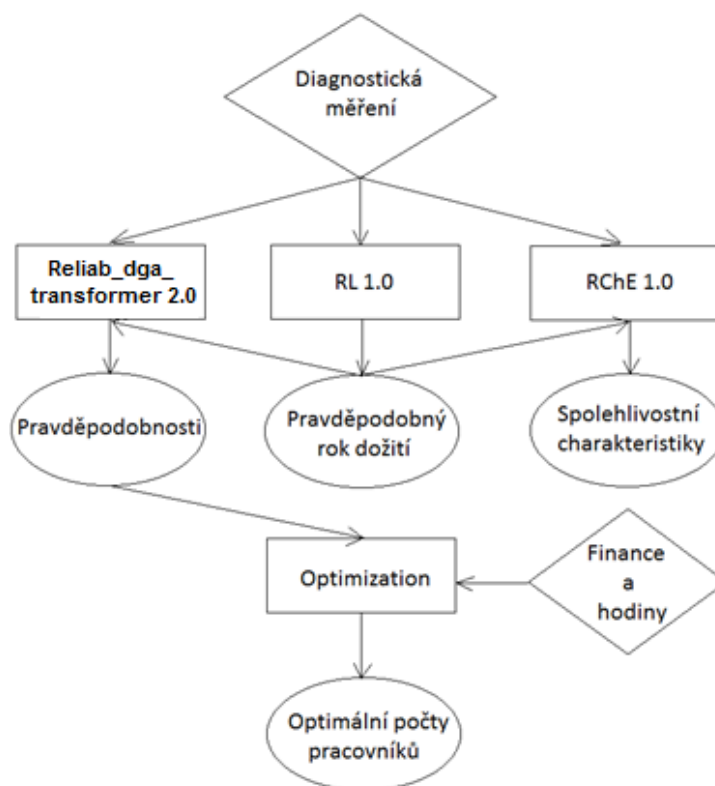 Diagnostická
měření
Reliab_dga_
transformer 2.0
RL 1.0
RChE 1.0
Pravděpodobnosti
Pravděpodobný
rok dožití
Spolehlivostní
charakteristiky
Optimization
Finance
a
hodiny
Optimální počty
pracovníků